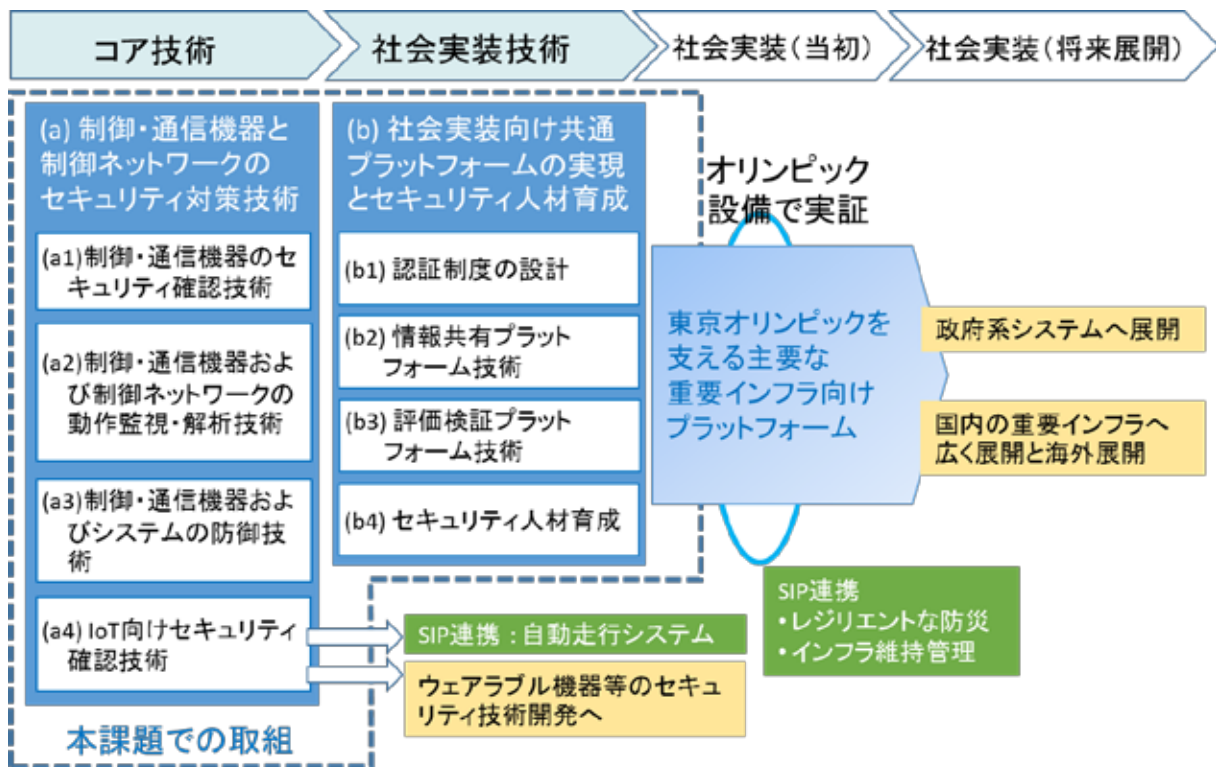 コア技術
社会実装技術
社会実装(当初)
社会実装(将来展開)
(a) 制御・通信機器と
制御ネットワークの
セキュリティ対策技術
(a1)制御・通信機器のセ
キュリティ確認技術
(a2)制御・通信機器およ
び制御ネットワークの
動作監視・解析技術
(a3)制御・通信機器およ
びシステムの防御技
術
(a4) IoT向けセキュリティ
確認技術
本課題での取組
(b) 社会実装向け共通
プラットフォームの実現
とセキュリティ人材育成
(b1) 認証制度の設計
(b2) 情報共有プラット
フォーム技術
(b3) 評価検証プラット
フォーム技術
(b4) セキュリティ人材育成
SIP連携：自動走行システム
ウェアラブル機器等のセキュ
リティ技術開発へ
オリンピック
設備で実証
東京オリンピックを
支える主要な
重要インフラ向け
プラットフォーム
SIP連携
・レジリエントな防災
・インフラ維持管理
政府系システムへ展開
国内の重要インフラへ
広く展開と海外展開